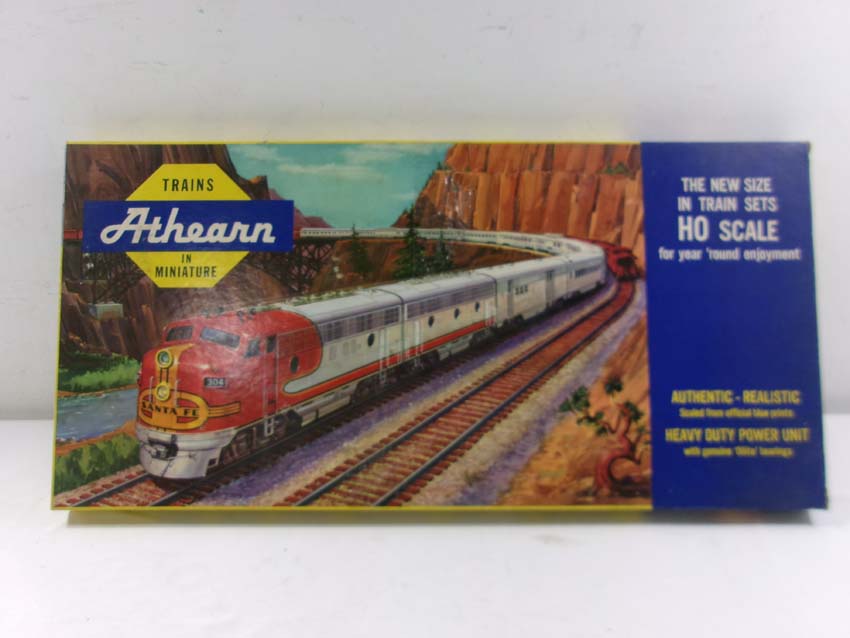 TRAINS
Athearn
IN
MINIATURE
304
SANTA FE
THE NEW SIZE
IN TRAIN SETS
HO SCALE
for year 'round enjoyment
AUTHENTIC - REALISTIC
Scaled from official blue prints
HEAVY DUTY POWER UNIT
with genuine 'Oilite' bearings